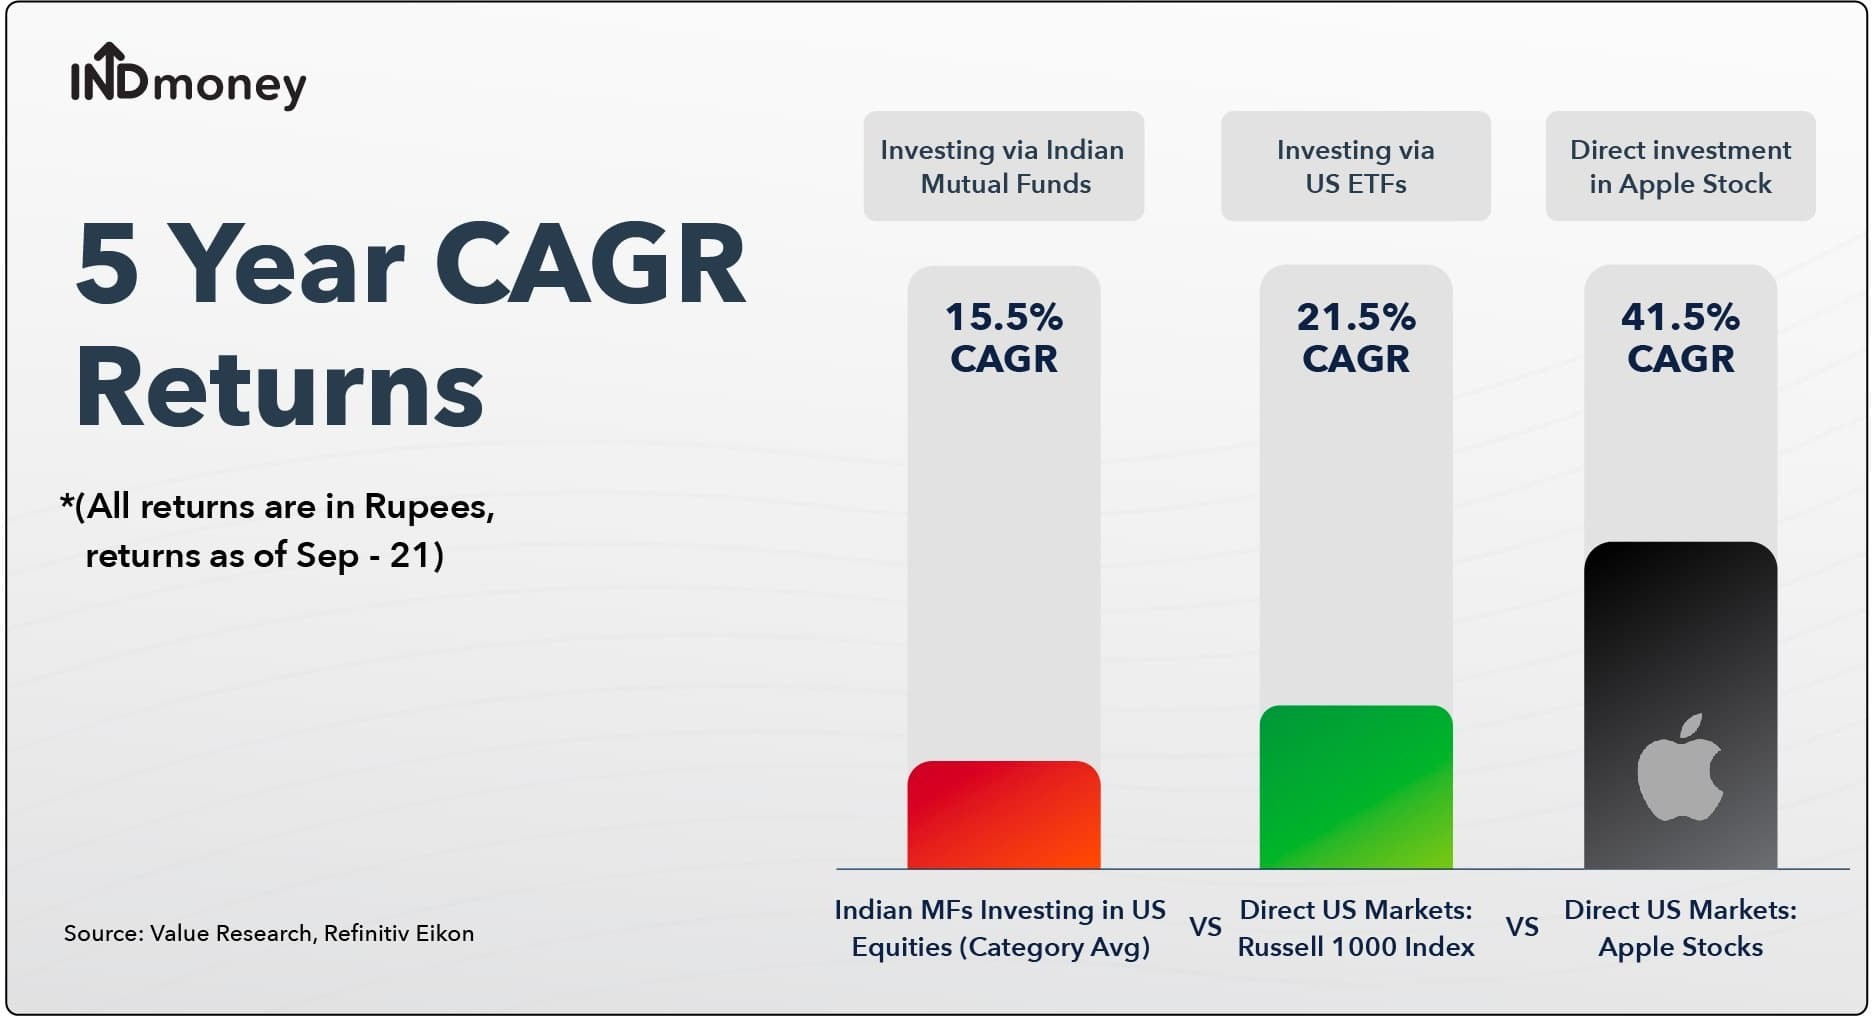 INDmoney
5 Year CAGR
Returns
*(All returns are in Rupees,
returns as of Sep - 21)
Source: Value Research, Refinitiv Eikon
Investing via Indian
Mutual Funds
15.5%
CAGR
Indian MFs Investing in US
Equities (Category Avg)
VS
Investing via
US ETFs
21.5%
CAGR
Direct US Markets:
Russell 1000 Index
VS
Direct investment
in Apple Stock
41.5%
CAGR
Direct US Markets:
Apple Stocks